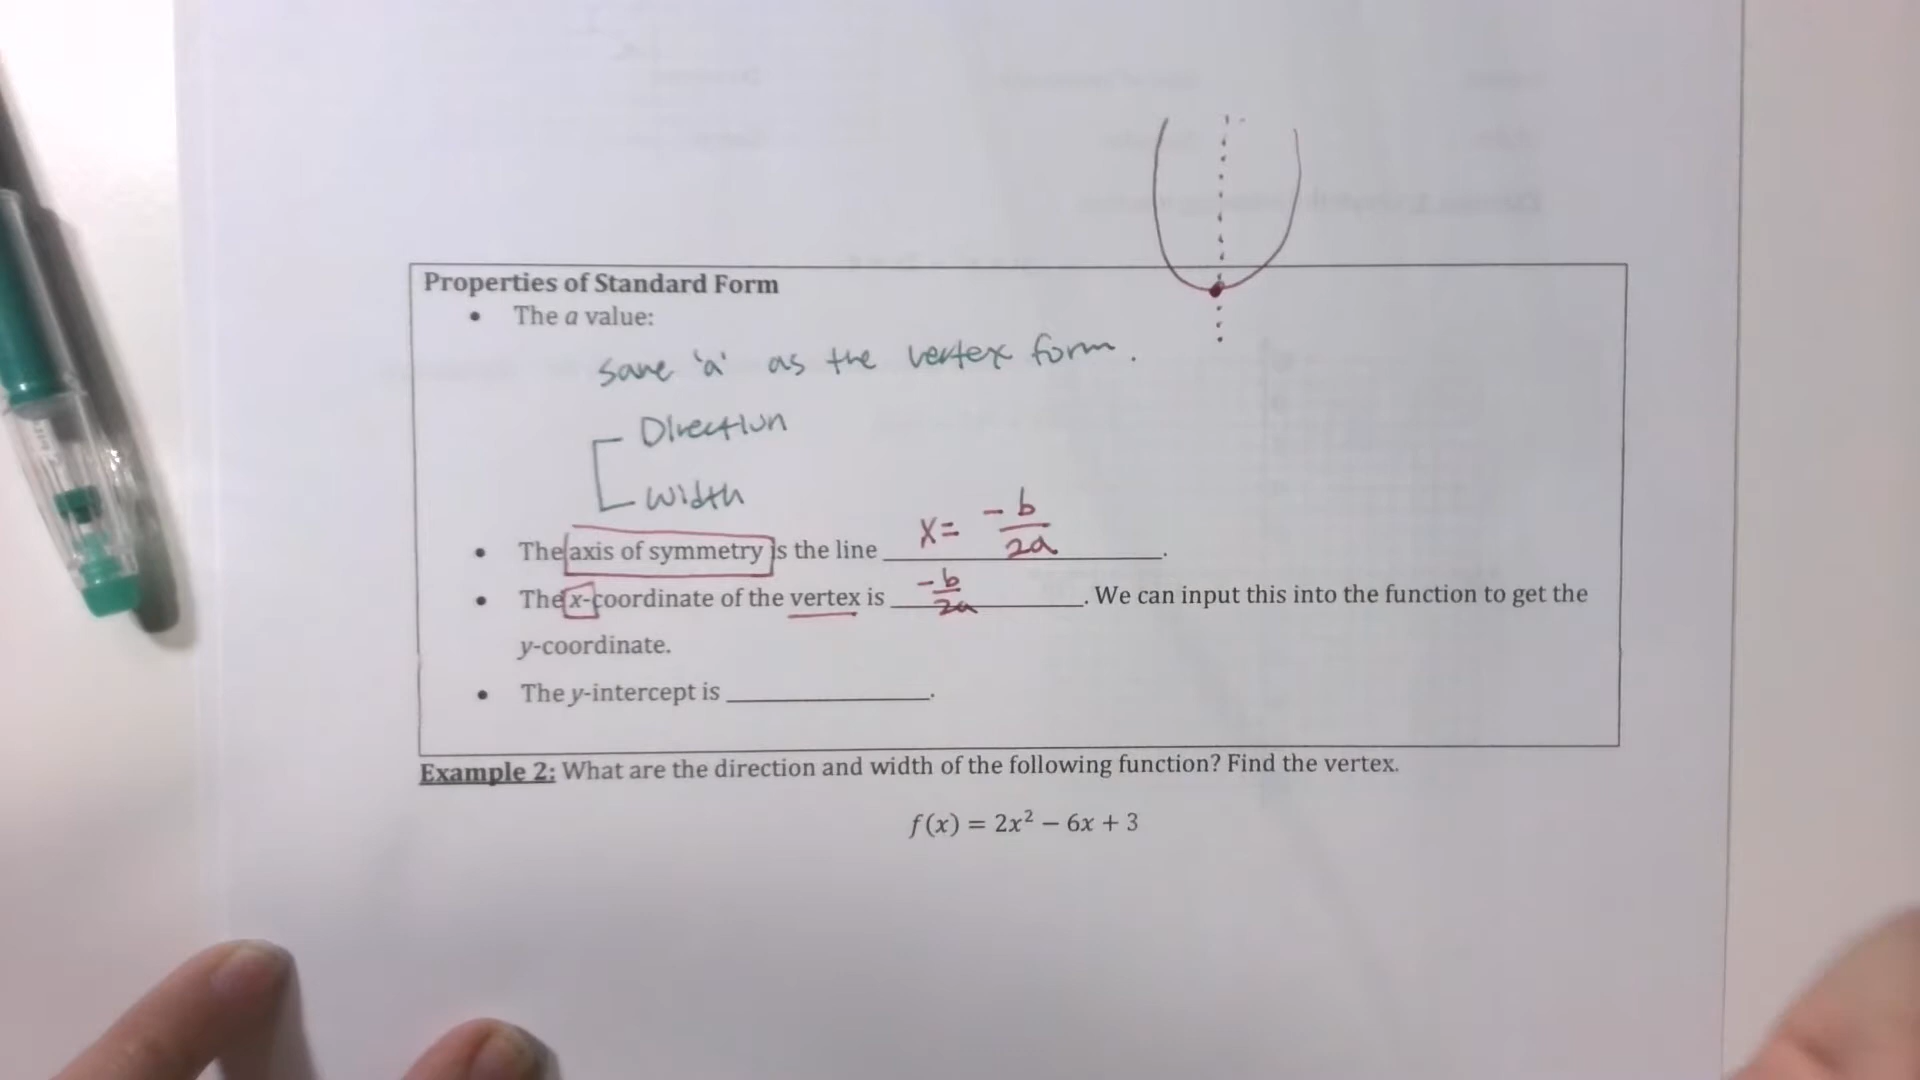 Properties of Standard Form
• The a value:
same 'a' as the vertex form.
Direction
Width
• The axis of symmetry is the line x = -b/2a.
• The x-coordinate of the vertex is -b/2a. We can input this into the function to get the
y-coordinate.
• The y-intercept is ____________.
Example 2: What are the direction and width of the following function? Find the vertex.
f(x) = 2x² − 6x + 3